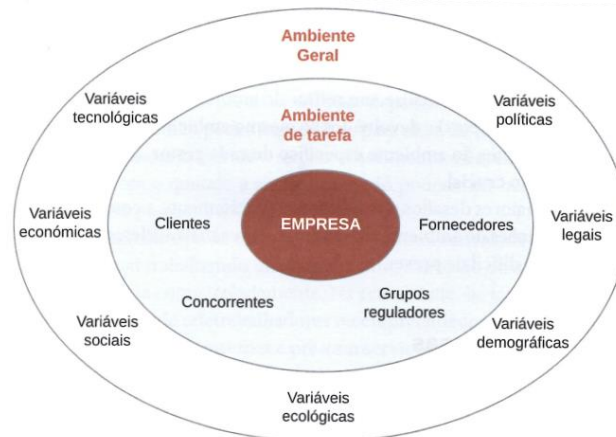 Ambiente
Geral
Variáveis
tecnológicas
Variáveis
políticas
Ambiente
de tarefa
Variáveis
económicas
Clientes
EMPRESA
Fornecedores
Variáveis
legais
Concorrentes
Grupos
reguladores
Variáveis
sociais
Variáveis
demográficas
Variáveis
ecológicas